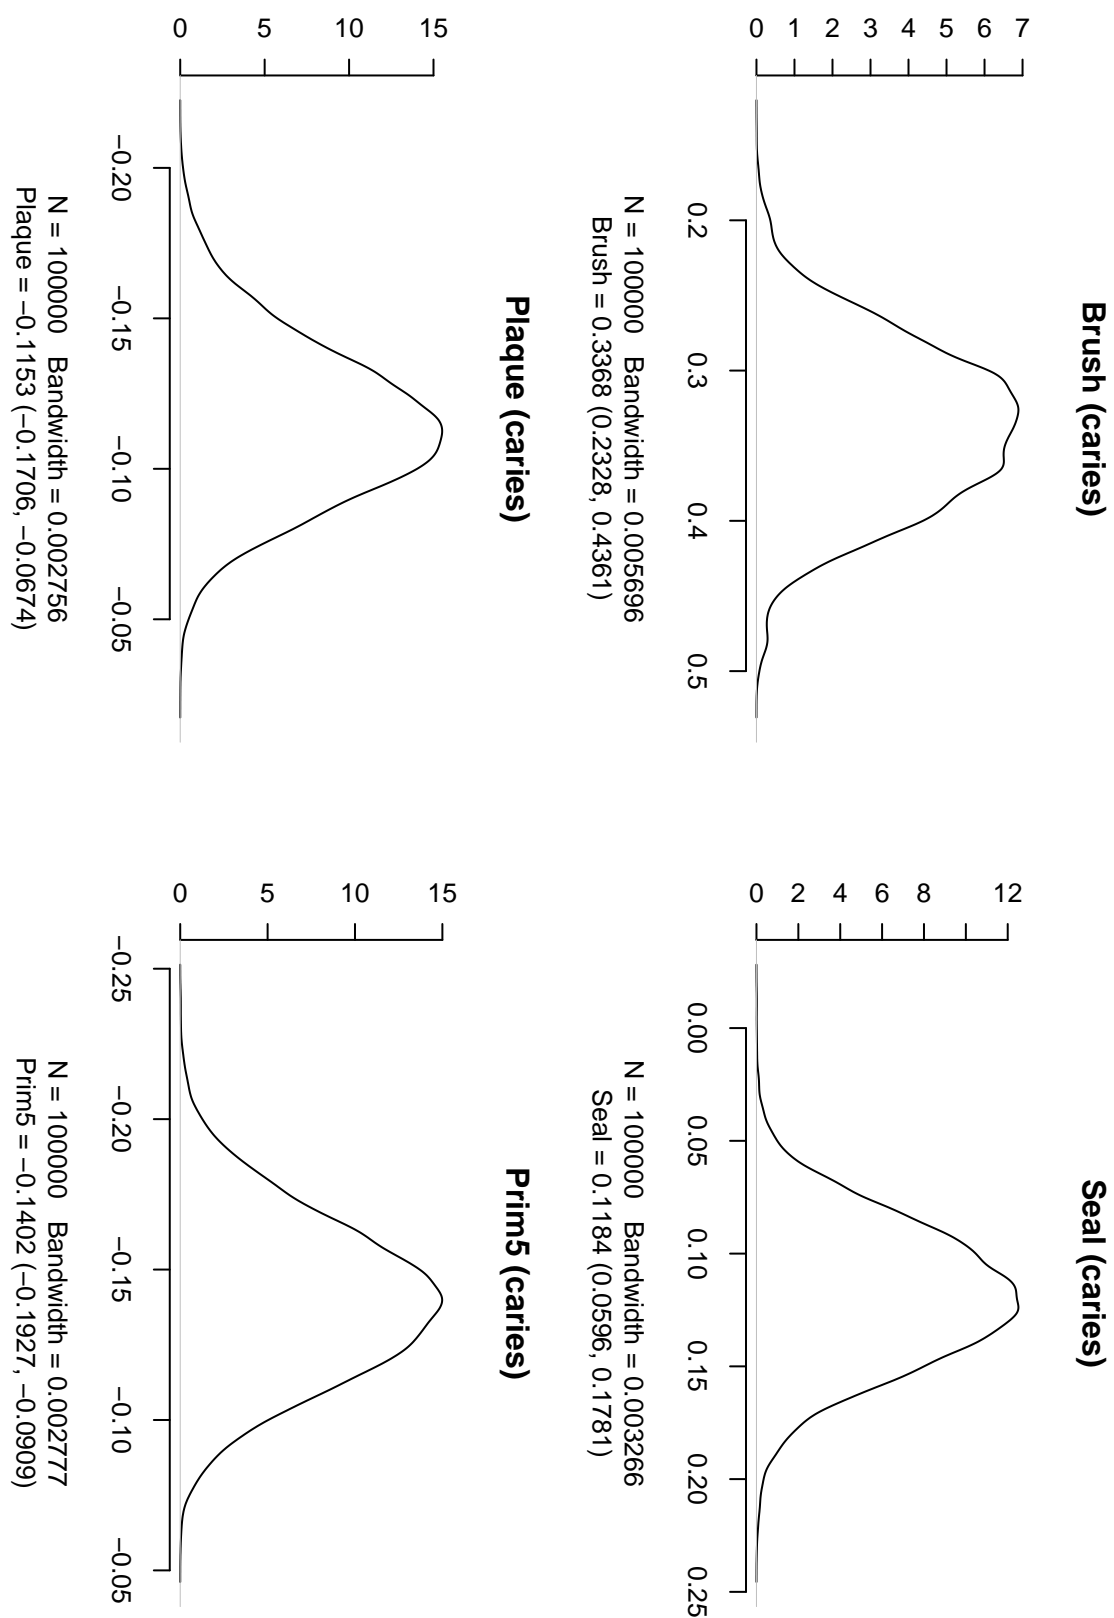 Brush (caries)
0 1 2 3 4 5 6 7
0.2 0.3 0.4 0.5
N = 100000 Bandwidth = 0.005696
Brush = 0.3368 (0.2328, 0.4361)
Seal (caries)
0 2 4 6 8 12
0.00 0.05 0.10 0.15 0.20 0.25
N = 100000 Bandwidth = 0.003266
Seal = 0.1184 (0.0596, 0.1781)
Plaque (caries)
0 5 10 15
−0.20 −0.15 −0.10 −0.05
N = 100000 Bandwidth = 0.002756
Plaque = −0.1153 (−0.1706, −0.0674)
Prim5 (caries)
0 5 10 15
−0.25 −0.20 −0.15 −0.10 −0.05
N = 100000 Bandwidth = 0.002777
Prim5 = −0.1402 (−0.1927, −0.0909)